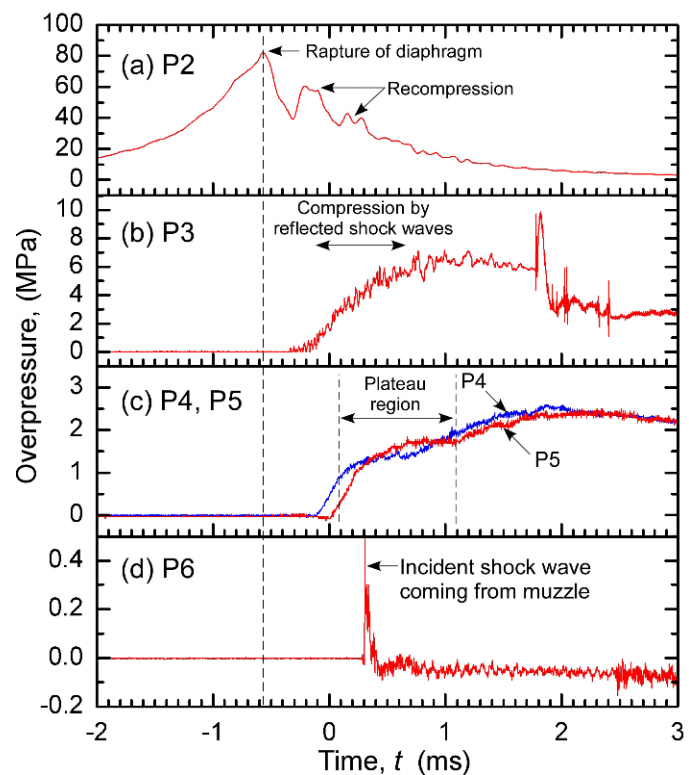 100
80
60
40
20
0
(a) P2
Rapture of diaphragm
Recompression
10
8
6
4
2
0
(b) P3
Compression by
reflected shock waves
3
2
1
0
(c) P4, P5
Plateau
region
P4
P5
0.4
0.2
0.0
-0.2
(d) P6
Incident shock wave
coming from muzzle
Overpressure, (MPa)
-2
-1
0
1
2
3
Time, t (ms)